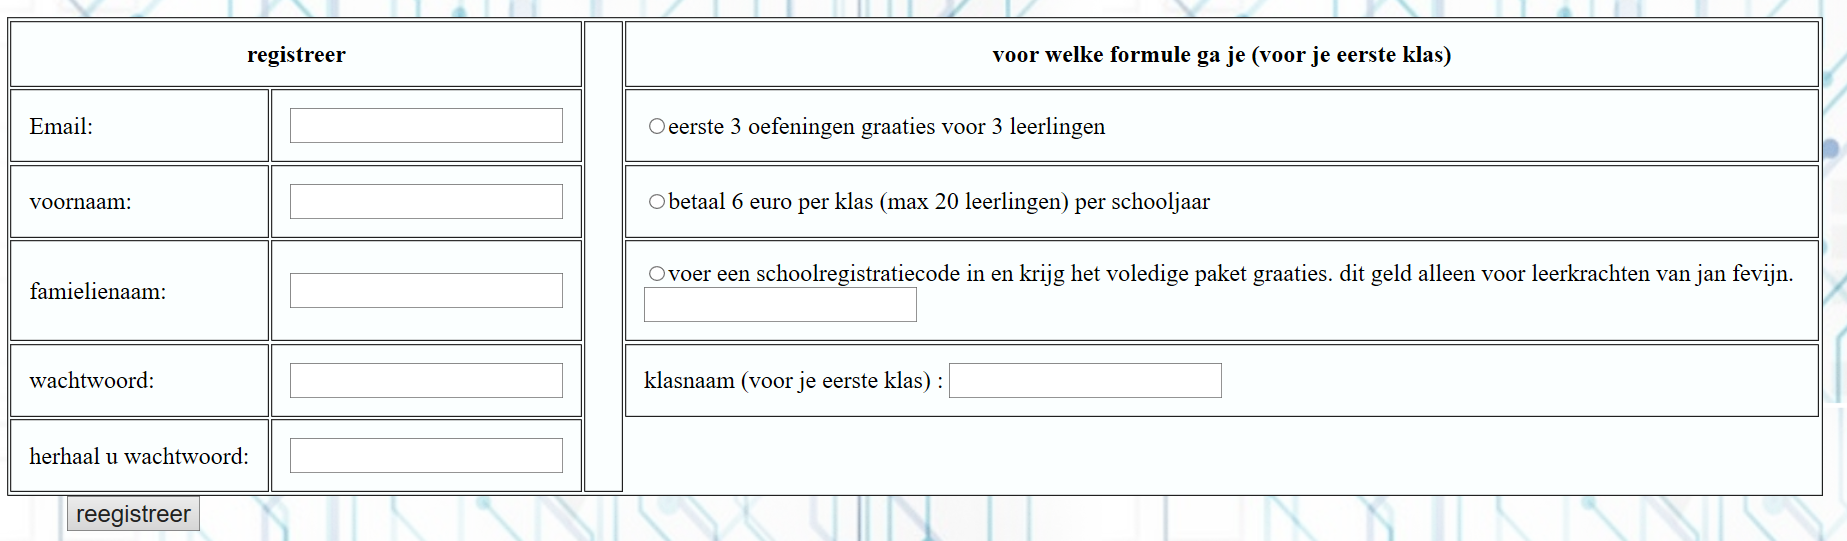 registreer
voor welke formule ga je (voor je eerste klas)
Email:
eerste 3 oefeningen graaties voor 3 leerlingen
voornaam:
betaal 6 euro per klas (max 20 leerlingen) per schooljaar
famielienaam:
voer een schoolregistratiecode in en krijg het voledige paket graaties. dit geld alleen voor leerkrachten van jan fevijn.
wachtwoord:
klasnaam (voor je eerste klas) :
herhaal u wachtwoord:
reegistreer